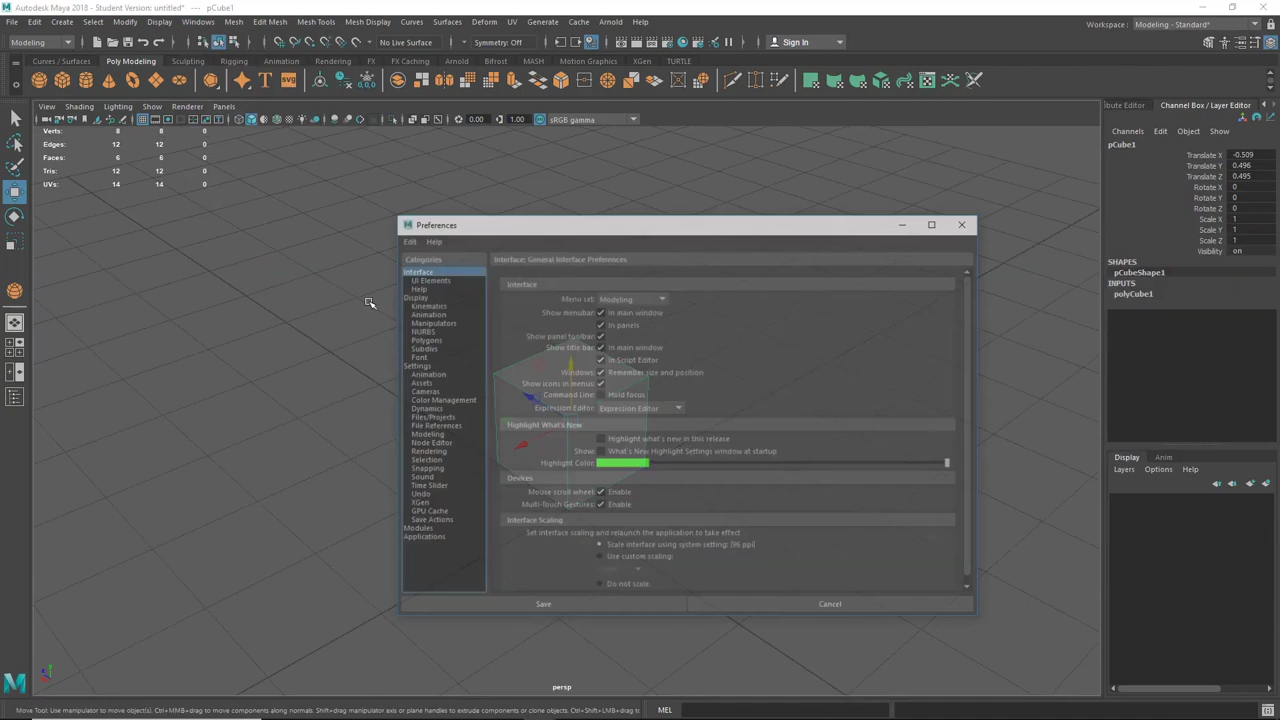 Autodesk Maya 2018 - Student Version: untitled* - pCube1
File Edit Create Select Modify Display Windows Mesh Edit Mesh Mesh Tools Mesh Display Curves Surfaces Deform UV Generate Cache Arnold Help
Workspace : Modeling - Standard*
Modeling No Live Surface Symmetry: Off Sign In
Curves / Surfaces Poly Modeling Sculpting Rigging Animation Rendering FX FX Caching Arnold Bifrost MASH Motion Graphics XGen TURTLE
SVG
0,0,0
View Shading Lighting Show Renderer Panels
0.00 1.00 sRGB gamma
Verts: 8 8 0
Edges: 12 12 0
Faces: 6 6 0
Tris: 12 12 0
UVs: 14 14 0
Preferences
Edit Help
Categories
Interface
UI Elements
Help
Display
Kinematics
Animation
Manipulators
NURBS
Polygons
Subdivs
Font
Settings
Animation
Assets
Cameras
Color Management
Dynamics
Files/Projects
File References
Modeling
Node Editor
Rendering
Selection
Snapping
Sound
Time Slider
Undo
XGen
GPU Cache
Save Actions
Modules
Applications
Interface: General Interface Preferences
Interface
Menu set: Modeling
Show menubar: In main window
In panels
Show panel toolbar:
Show title bar: In main window
In Script Editor
Windows: Remember size and position
Show icons in menus:
Command Line: Hold focus
Expression Editor: Expression Editor
Highlight What's New
Highlight what's new in this release
Show: What's New Highlight Settings window at startup
Highlight Color:
Devices
Mouse scroll wheel: Enable
Multi-Touch Gestures: Enable
Interface Scaling
Set interface scaling and relaunch the application to take effect
Scale interface using system setting: [96 ppi]
Use custom scaling:
Do not scale.
Save Cancel
persp
bute Editor Channel Box / Layer Editor
Channels Edit Object Show
pCube1
Translate X -0.509
Translate Y 0.496
Translate Z 0.495
Rotate X 0
Rotate Y 0
Rotate Z 0
Scale X 1
Scale Y 1
Scale Z 1
Visibility on
SHAPES
pCubeShape1
INPUTS
polyCube1
Display Anim
Layers Options Help
Move Tool: Use manipulator to move object(s). Ctrl+MMB+drag to move components along normals. Shift+drag manipulator axis or plane handles to extrude components or clone objects. Ctrl+Shift+LMB+drag to c
MEL